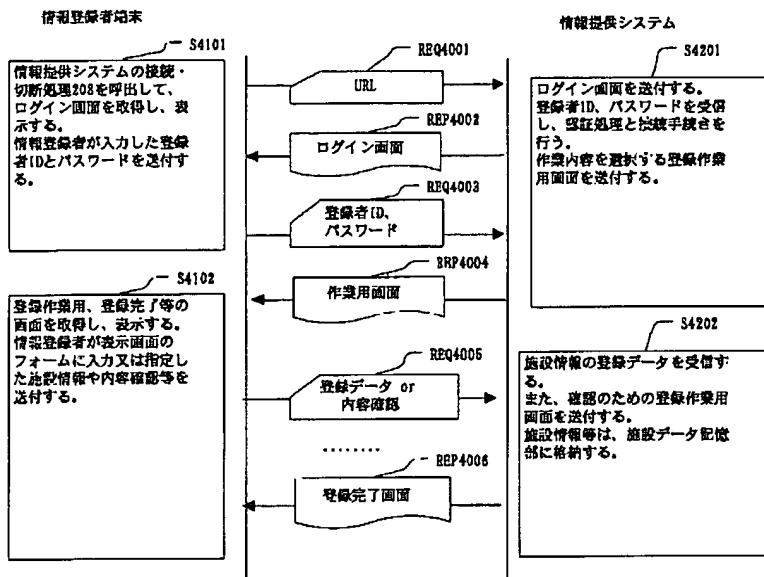 情報登録者端末
情報提供システム
S4101
情報提供システムの接続・
切断処理208を呼出して、
ログイン画面を取得し、表
示する。
情報登録者が入力した登録
者IDとパスワードを送付す
る。
REQ4001
URL
REP4002
ログイン画面
REQ4003
登録者ID、
パスワード
REP4004
作業用画面
S4201
ログイン画面を送付する。
登録者ID、パスワードを受信
し、認証処理と接続手続きを
行う。
作業内容を選択する登録作業
用画面を送付する。
S4102
登録作業用、登録完了等の
画面を取得し、表示する。
情報登録者が表示画面の
フォームに入力又は指定し
た施設情報や内容確認等を
送付する。
REQ4005
登録データ or
内容確認
........
REP4006
登録完了画面
S4202
施設情報の登録データを受信す
る。
また、確認のための登録作業用
画面を送付する。
施設情報等は、施設データ記憶
部に格納する。